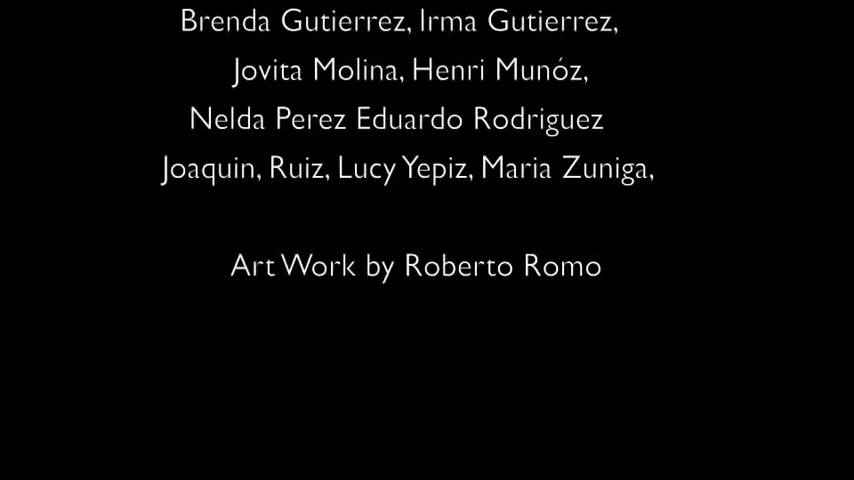 Brenda Gutierrez, Irma Gutierrez,
Jovita Molina, Henri Munóz,
Nelda Perez Eduardo Rodriguez
Joaquin, Ruiz, Lucy Yepiz, Maria Zuniga,
Art Work by Roberto Romo